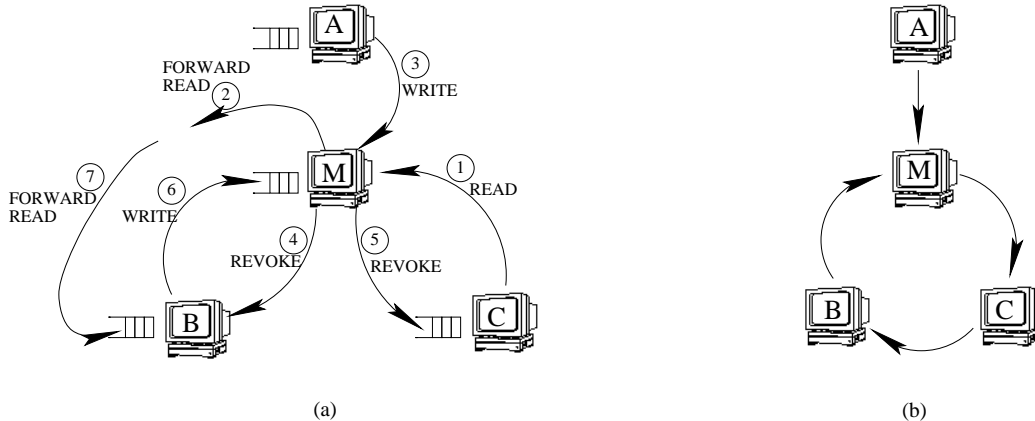 A
A
3
WRITE
FORWARD
READ
2
M
M
1
READ
7
FORWARD
READ
6
WRITE
4
REVOKE
5
REVOKE
B
C
B
C
(a)
(b)